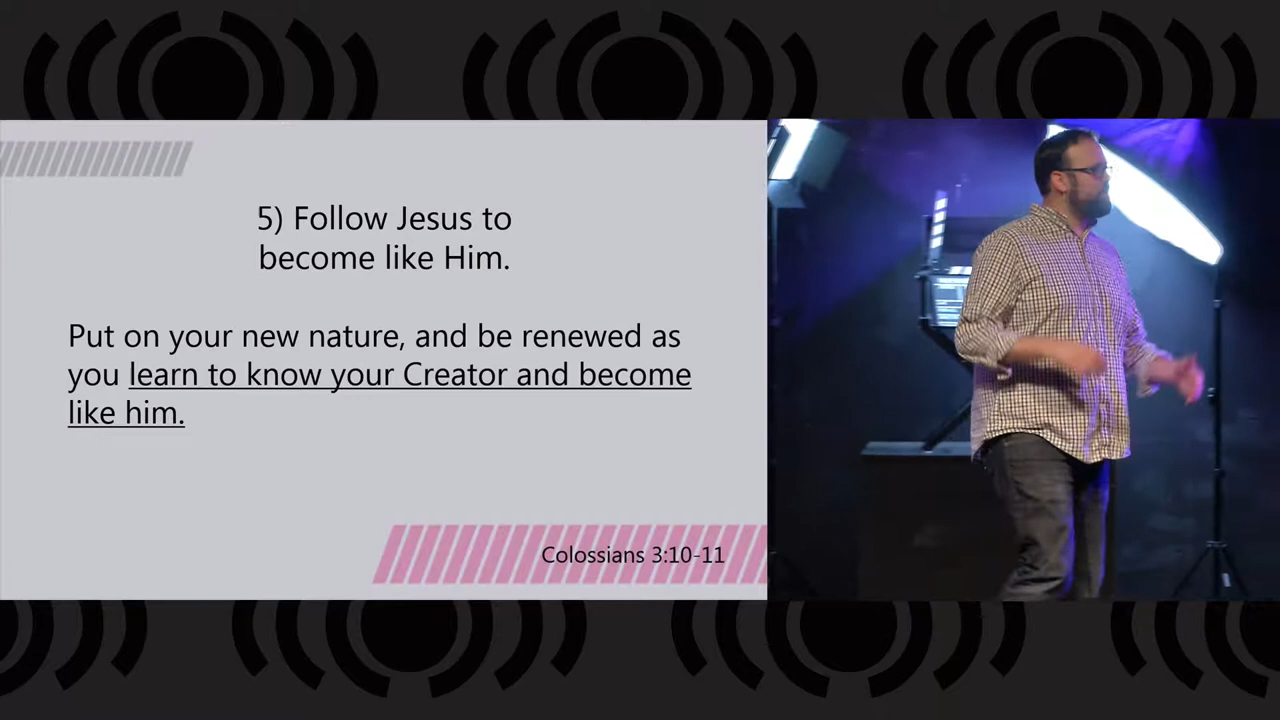 5) Follow Jesus to
become like Him.
Put on your new nature, and be renewed as
you learn to know your Creator and become
like him.
Colossians 3:10-11